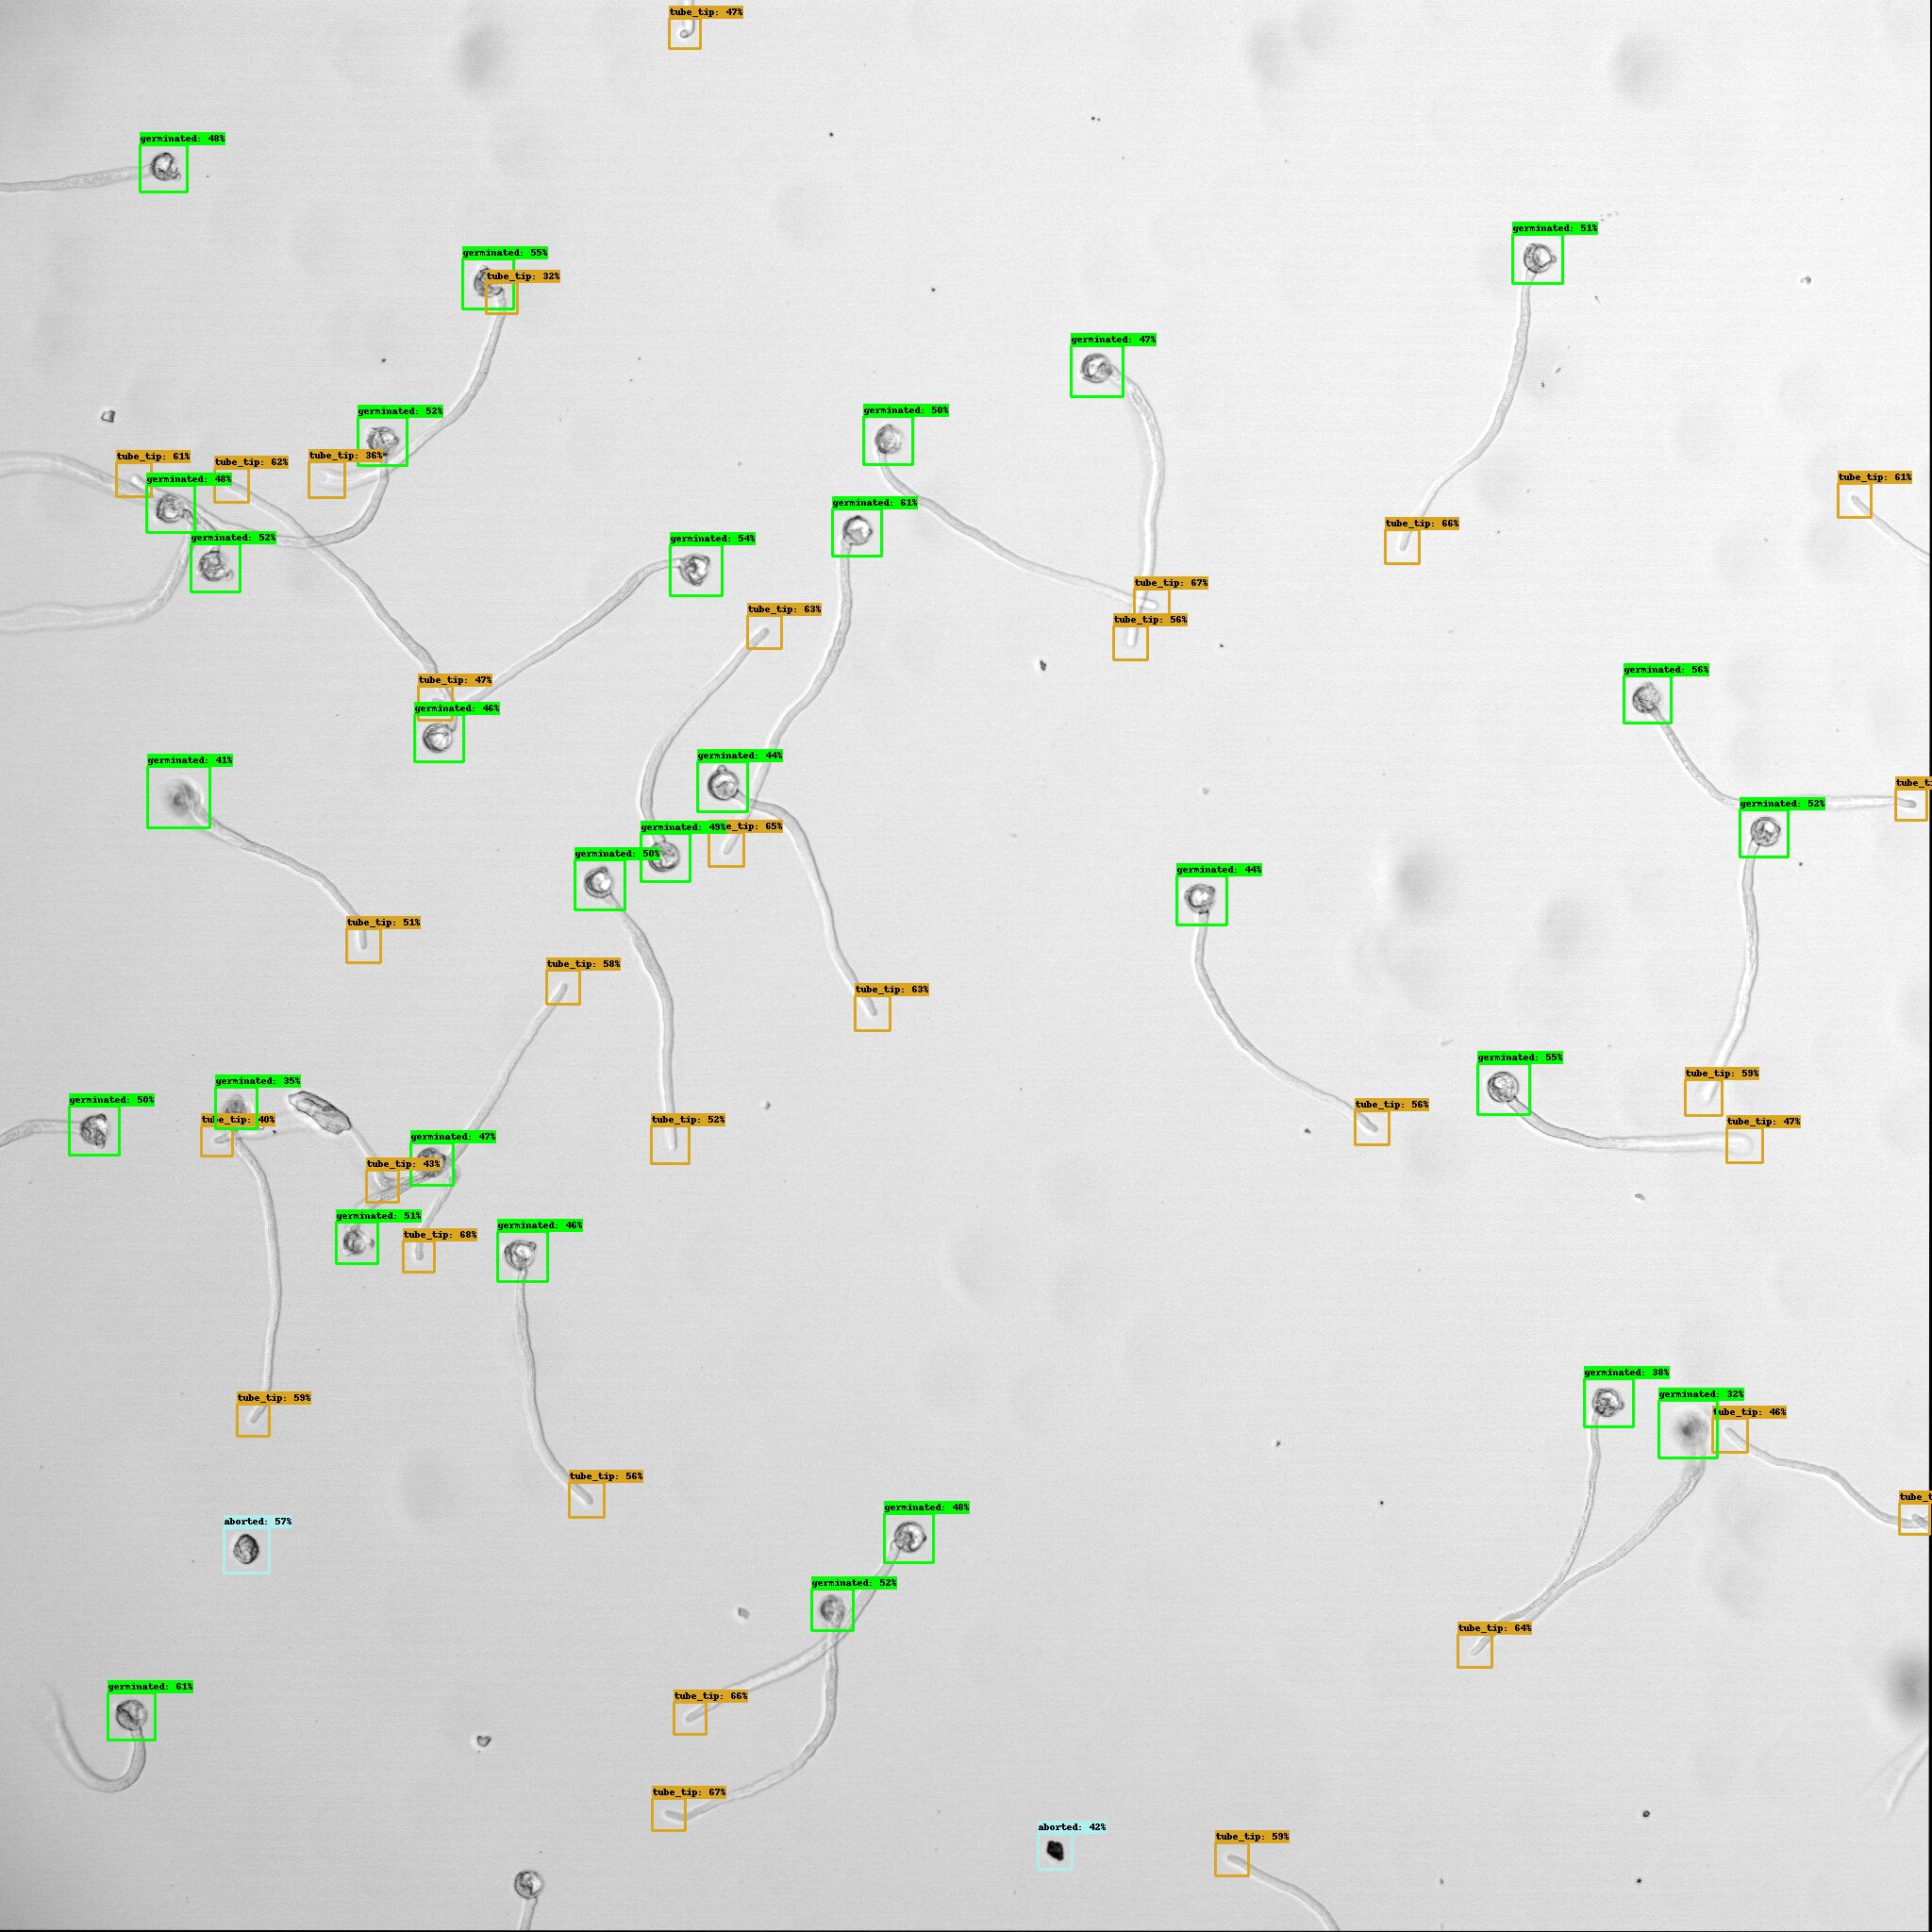 tube_tip: 47%
germinated: 48%
germinated: 51%
germinated: 55%
tube_tip: 32%
germinated: 47%
germinated: 52%
germinated: 50%
tube_tip: 61%
tube_tip: 62%
tube_tip: 36%
germinated: 48%
tube_tip: 61%
germinated: 61%
tube_tip: 66%
germinated: 52%
germinated: 54%
tube_tip: 67%
tube_tip: 63%
tube_tip: 56%
germinated: 56%
tube_tip: 47%
germinated: 46%
germinated: 44%
germinated: 41%
germinated: 52%
germinated: 49%
65%
germinated: 50%
germinated: 44%
tube_tip: 51%
tube_tip: 58%
tube_tip: 63%
germinated: 55%
tube_tip: 59%
germinated: 35%
germinated: 50%
tube_tip: 56%
tube_tip: 40%
tube_tip: 52%
tube_tip: 47%
germinated: 47%
tube_tip: 43%
germinated: 51%
germinated: 46%
tube_tip: 68%
germinated: 38%
germinated: 32%
tube_tip: 59%
tube_tip: 46%
tube_tip: 56%
germinated: 48%
aborted: 57%
germinated: 52%
tube_tip: 64%
germinated: 61%
tube_tip: 66%
tube_tip: 67%
aborted: 42%
tube_tip: 59%